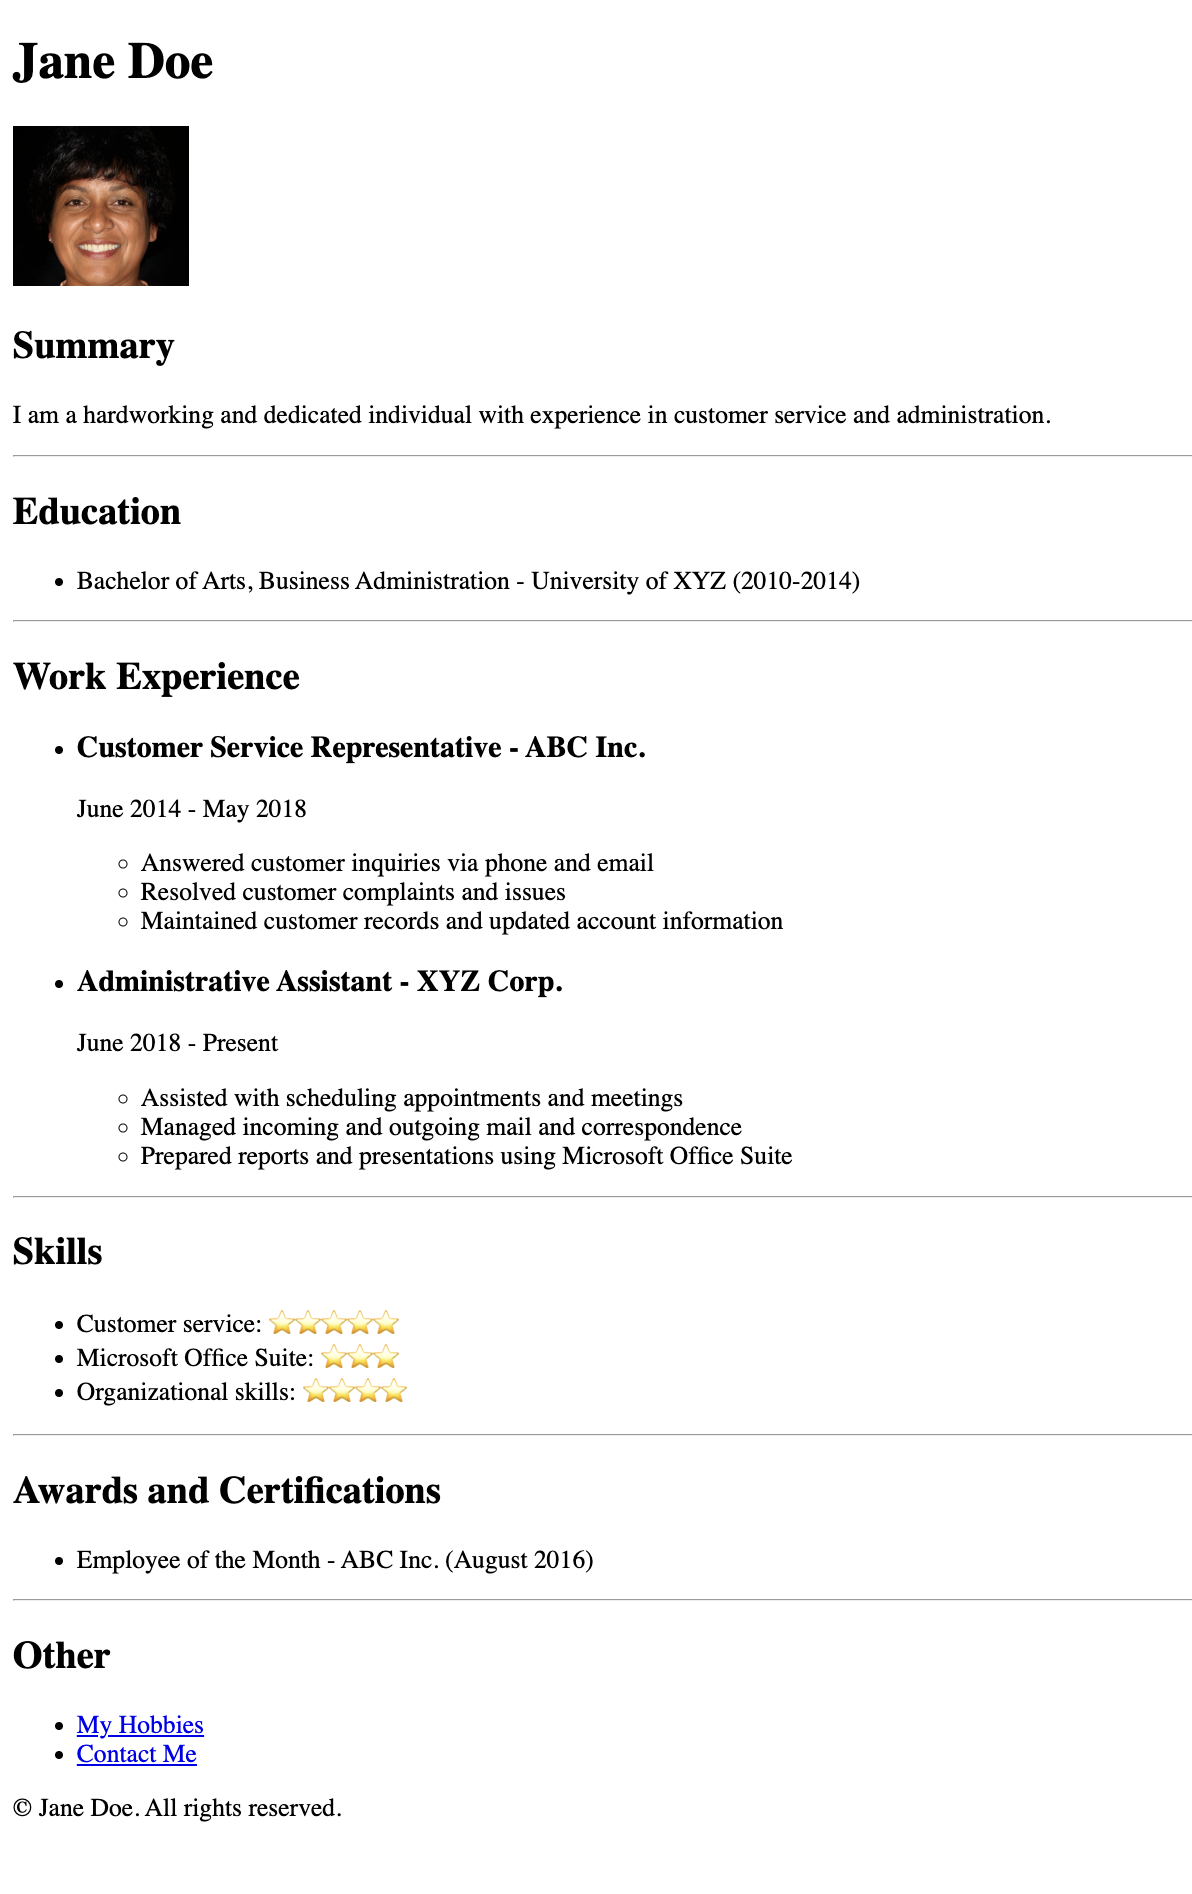 Jane Doe
Summary
I am a hardworking and dedicated individual with experience in customer service and administration.
Education
• Bachelor of Arts, Business Administration - University of XYZ (2010-2014)
Work Experience
• Customer Service Representative - ABC Inc.
June 2014 - May 2018
◦ Answered customer inquiries via phone and email
◦ Resolved customer complaints and issues
◦ Maintained customer records and updated account information
• Administrative Assistant - XYZ Corp.
June 2018 - Present
◦ Assisted with scheduling appointments and meetings
◦ Managed incoming and outgoing mail and correspondence
◦ Prepared reports and presentations using Microsoft Office Suite
Skills
• Customer service: ⭐⭐⭐⭐⭐
• Microsoft Office Suite: ⭐⭐⭐
• Organizational skills: ⭐⭐⭐⭐
Awards and Certifications
• Employee of the Month - ABC Inc. (August 2016)
Other
• My Hobbies
• Contact Me
© Jane Doe. All rights reserved.